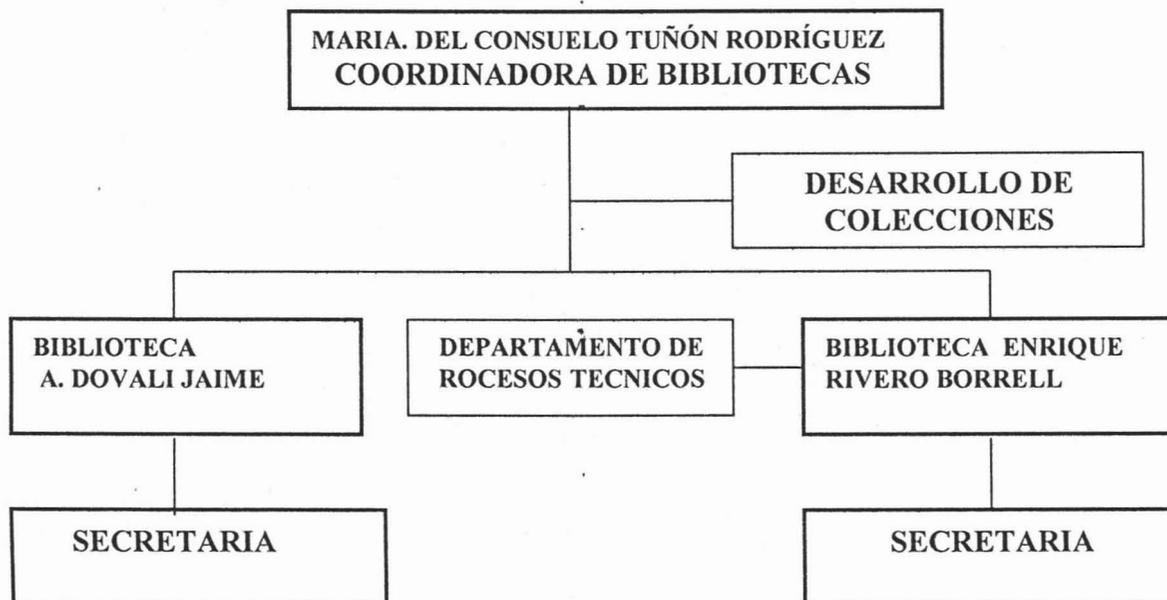 MARIA. DEL CONSUELO TUÑÓN RODRÍGUEZ
COORDINADORA DE BIBLIOTECAS
DESARROLLO DE
COLECCIONES
BIBLIOTECA
A. DOVALI JAIME
DEPARTAMENTO DE
ROCESOS TECNICOS
BIBLIOTECA ENRIQUE
RIVERO BORRELL
SECRETARIA
SECRETARIA